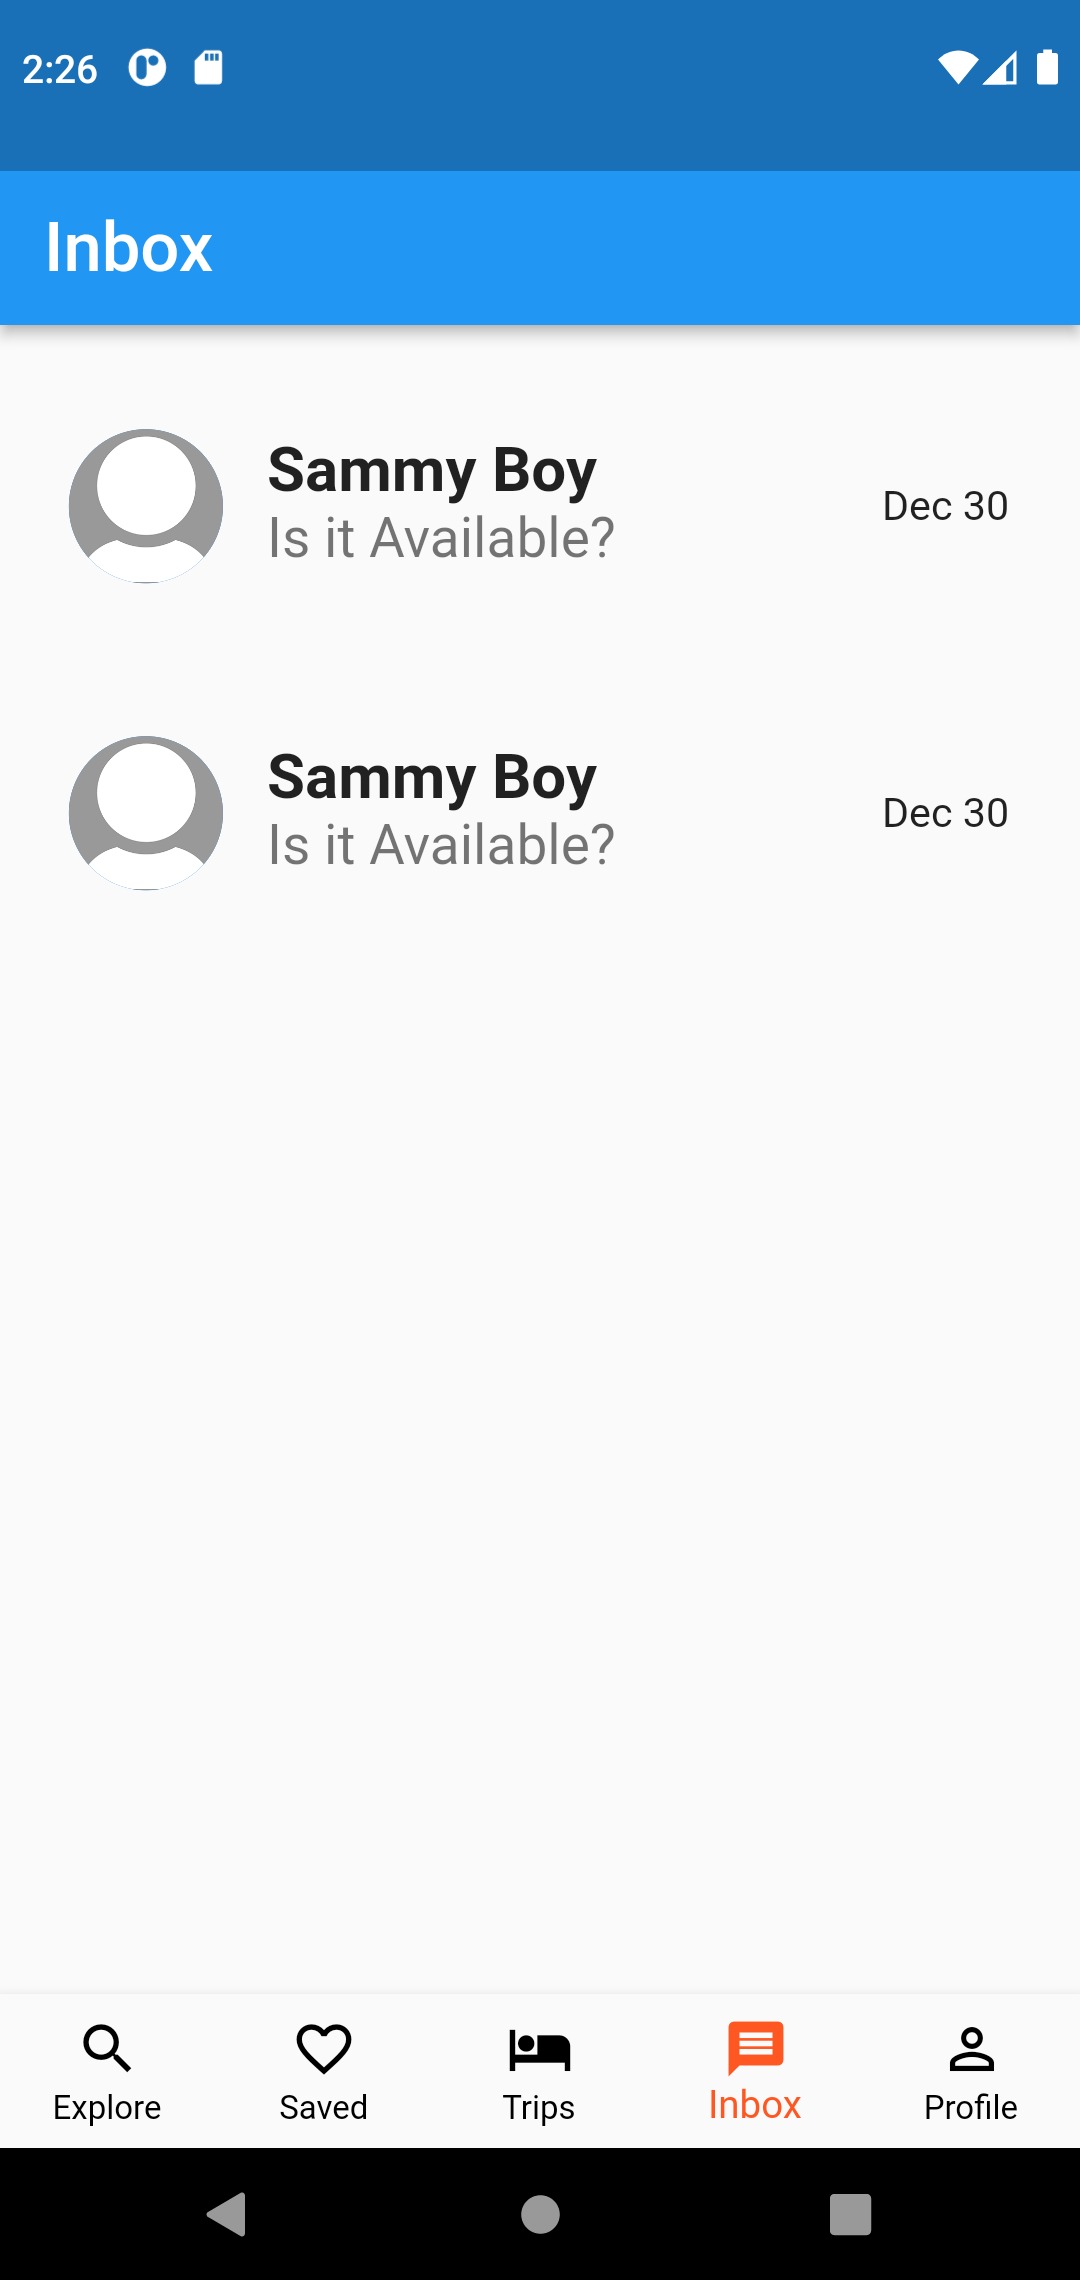 2:26
Inbox
Sammy Boy
Is it Available?
Dec 30
Sammy Boy
Is it Available?
Dec 30
Explore
Saved
Trips
Inbox
Profile